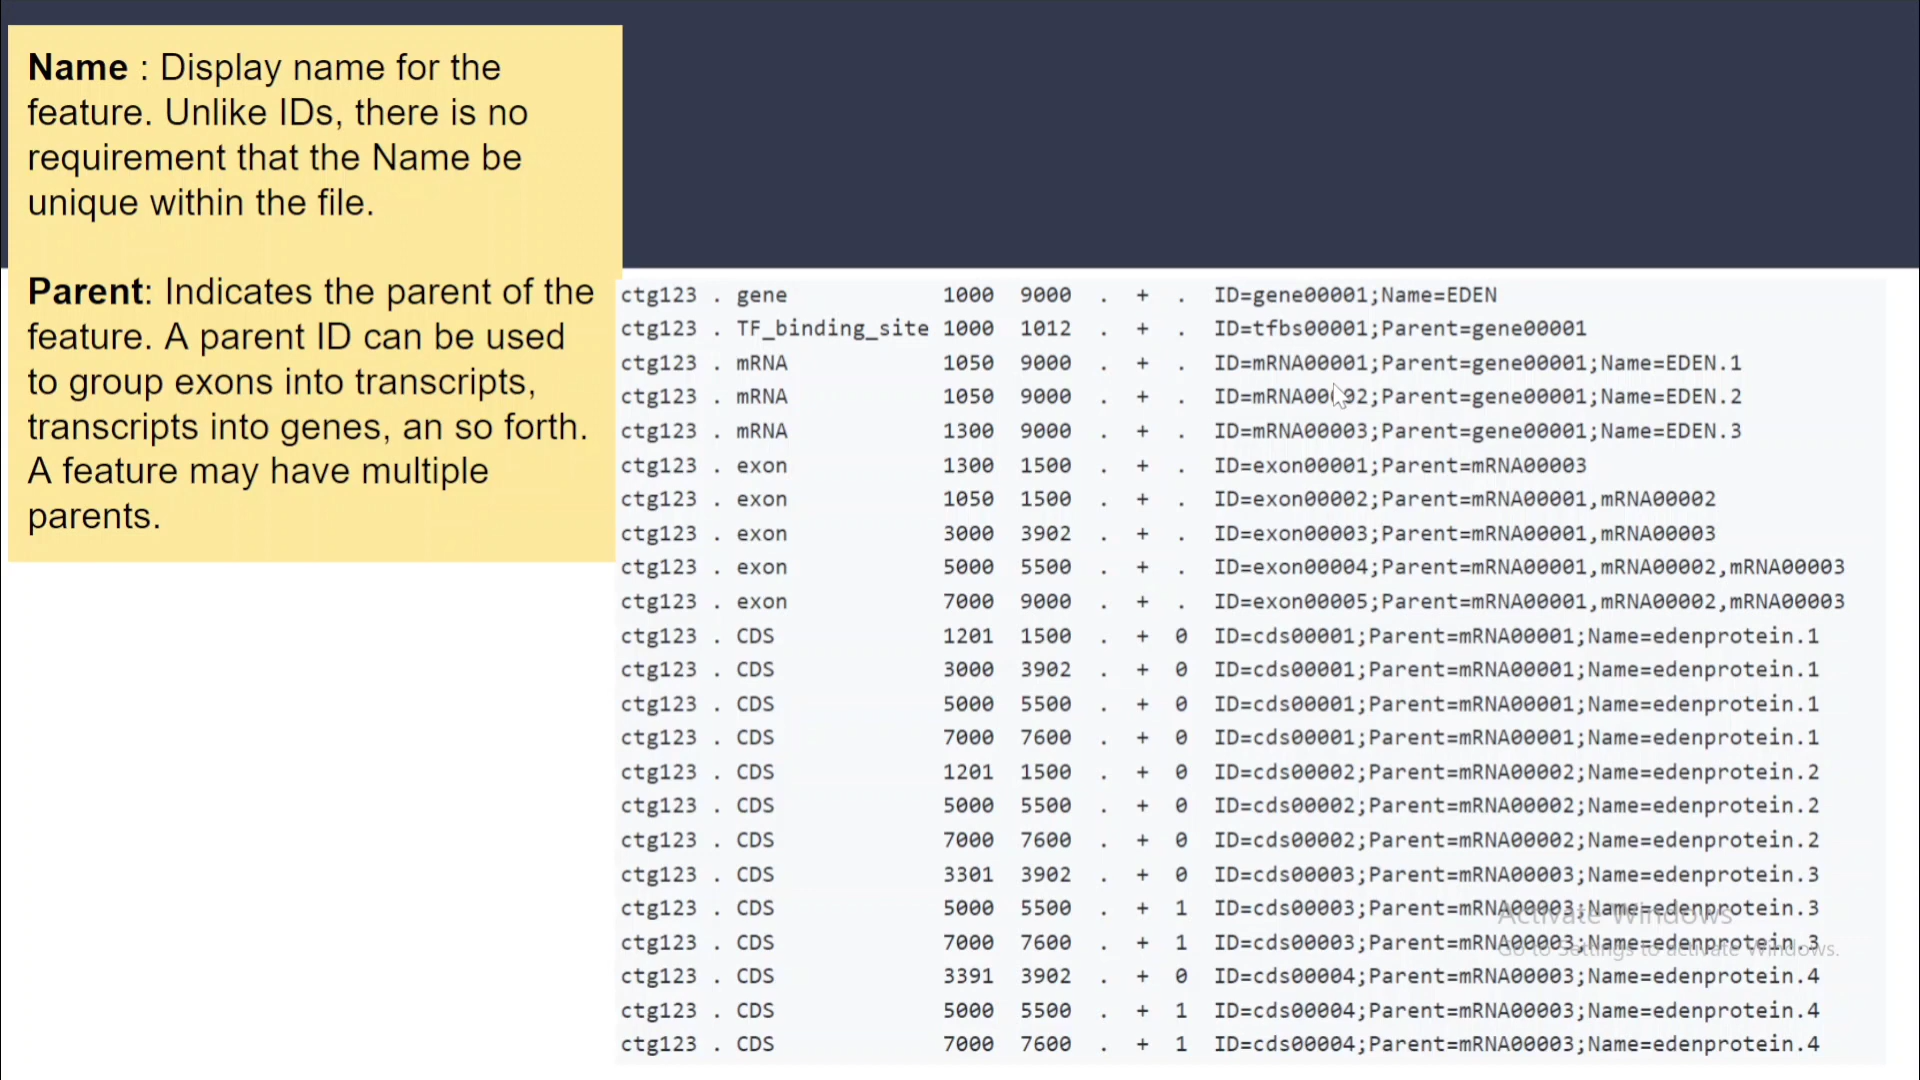 Name : Display name for the
feature. Unlike IDs, there is no
requirement that the Name be
unique within the file.
Parent: Indicates the parent of the
feature. A parent ID can be used
to group exons into transcripts,
transcripts into genes, an so forth.
A feature may have multiple
parents.
ctg123 . gene 1000 9000 . + . ID=gene00001;Name=EDEN
ctg123 . TF_binding_site 1000 1012 . + . ID=tfbs00001;Parent=gene00001
ctg123 . mRNA 1050 9000 . + . ID=mRNA00001;Parent=gene00001;Name=EDEN.1
ctg123 . mRNA 1050 9000 . + . ID=mRNA00002;Parent=gene00001;Name=EDEN.2
ctg123 . mRNA 1300 9000 . + . ID=mRNA00003;Parent=gene00001;Name=EDEN.3
ctg123 . exon 1300 1500 . + . ID=exon00001;Parent=mRNA00003
ctg123 . exon 1050 1500 . + . ID=exon00002;Parent=mRNA00001,mRNA00002
ctg123 . exon 3000 3902 . + . ID=exon00003;Parent=mRNA00001,mRNA00003
ctg123 . exon 5000 5500 . + . ID=exon00004;Parent=mRNA00001,mRNA00002,mRNA00003
ctg123 . exon 7000 9000 . + . ID=exon00005;Parent=mRNA00001,mRNA00002,mRNA00003
ctg123 . CDS 1201 1500 . + 0 ID=cds00001;Parent=mRNA00001;Name=edenprotein.1
ctg123 . CDS 3000 3902 . + 0 ID=cds00001;Parent=mRNA00001;Name=edenprotein.1
ctg123 . CDS 5000 5500 . + 0 ID=cds00001;Parent=mRNA00001;Name=edenprotein.1
ctg123 . CDS 7000 7600 . + 0 ID=cds00001;Parent=mRNA00001;Name=edenprotein.1
ctg123 . CDS 1201 1500 . + 0 ID=cds00002;Parent=mRNA00002;Name=edenprotein.2
ctg123 . CDS 5000 5500 . + 0 ID=cds00002;Parent=mRNA00002;Name=edenprotein.2
ctg123 . CDS 7000 7600 . + 0 ID=cds00002;Parent=mRNA00002;Name=edenprotein.2
ctg123 . CDS 3301 3902 . + 0 ID=cds00003;Parent=mRNA00003;Name=edenprotein.3
ctg123 . CDS 5000 5500 . + 1 ID=cds00003;Parent=mRNA00003;Name=edenprotein.3
ctg123 . CDS 7000 7600 . + 1 ID=cds00003;Parent=mRNA00003;Name=edenprotein.3
ctg123 . CDS 3391 3902 . + 0 ID=cds00004;Parent=mRNA00003;Name=edenprotein.4
ctg123 . CDS 5000 5500 . + 1 ID=cds00004;Parent=mRNA00003;Name=edenprotein.4
ctg123 . CDS 7000 7600 . + 1 ID=cds00004;Parent=mRNA00003;Name=edenprotein.4
Activate Windows
Go to Settings to activate Windows.